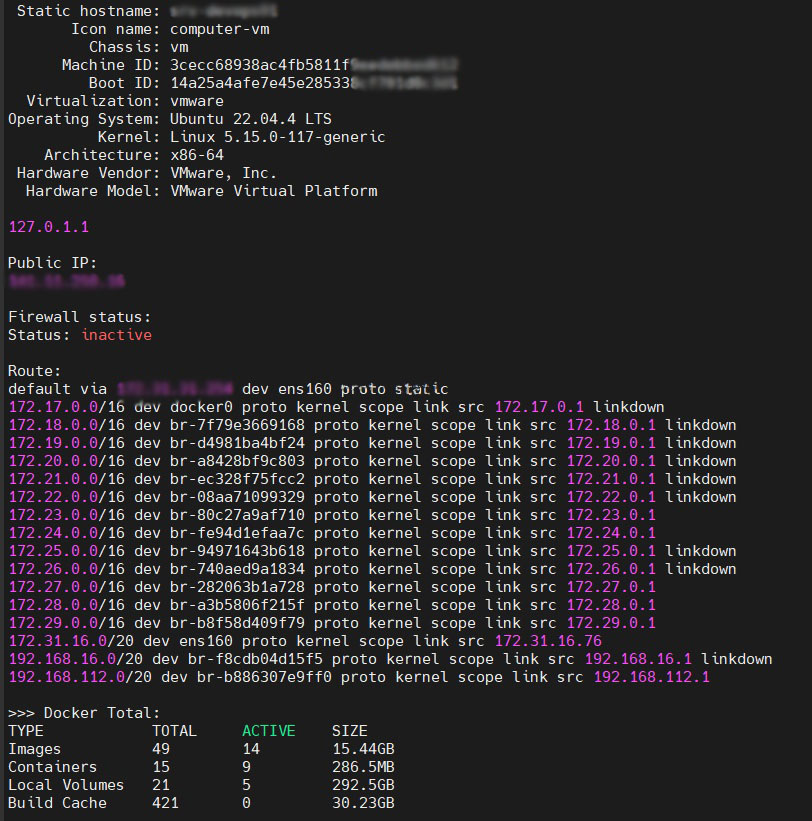 Static hostname:
Icon name: computer-vm
Chassis: vm
Machine ID: 3cecc68938ac4fb5811f
Boot ID: 14a25a4afe7e45e28533
Virtualization: vmware
Operating System: Ubuntu 22.04.4 LTS
Kernel: Linux 5.15.0-117-generic
Architecture: x86-64
Hardware Vendor: VMware, Inc.
Hardware Model: VMware Virtual Platform
127.0.1.1
Public IP:
Firewall status:
Status: inactive
Route:
default via dev ens160 proto static
172.17.0.0/16 dev docker0 proto kernel scope link src 172.17.0.1 linkdown
172.18.0.0/16 dev br-7f79e3669168 proto kernel scope link src 172.18.0.1 linkdown
172.19.0.0/16 dev br-d4981ba4bf24 proto kernel scope link src 172.19.0.1 linkdown
172.20.0.0/16 dev br-a8428bf9c803 proto kernel scope link src 172.20.0.1 linkdown
172.21.0.0/16 dev br-ec328f75fcc2 proto kernel scope link src 172.21.0.1 linkdown
172.22.0.0/16 dev br-08aa71099329 proto kernel scope link src 172.22.0.1 linkdown
172.23.0.0/16 dev br-80c27a9af710 proto kernel scope link src 172.23.0.1
172.24.0.0/16 dev br-fe94d1efaa7c proto kernel scope link src 172.24.0.1
172.25.0.0/16 dev br-94971643b618 proto kernel scope link src 172.25.0.1 linkdown
172.26.0.0/16 dev br-740aed9a1834 proto kernel scope link src 172.26.0.1 linkdown
172.27.0.0/16 dev br-282063b1a728 proto kernel scope link src 172.27.0.1
172.28.0.0/16 dev br-a3b5806f215f proto kernel scope link src 172.28.0.1
172.29.0.0/16 dev br-b8f58d409f79 proto kernel scope link src 172.29.0.1
172.31.16.0/20 dev ens160 proto kernel scope link src 172.31.16.76
192.168.16.0/20 dev br-f8cdb04d15f5 proto kernel scope link src 192.168.16.1 linkdown
192.168.112.0/20 dev br-b886307e9ff0 proto kernel scope link src 192.168.112.1
>>> Docker Total:
TYPE TOTAL ACTIVE SIZE
Images 49 14 15.44GB
Containers 15 9 286.5MB
Local Volumes 21 5 292.5GB
Build Cache 421 0 30.23GB